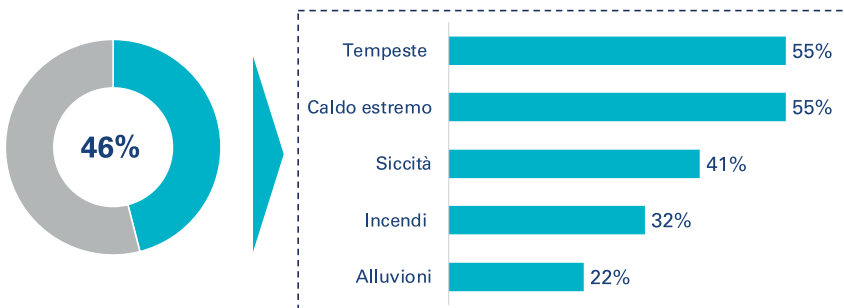 46%
Tempeste 55%
Caldo estremo 55%
Siccità 41%
Incendi 32%
Alluvioni 22%